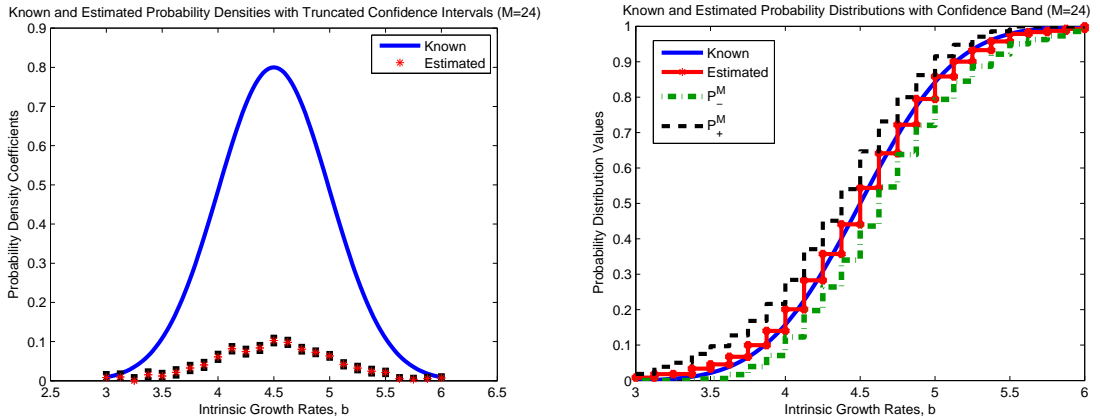 Known and Estimated Probability Densities with Truncated Confidence Intervals (M=24)
0.9
0.8
0.7
0.6
0.5
0.4
0.3
0.2
0.1
0
Probability Density Coefficients
Known
Estimated
2.5 3 3.5 4 4.5 5 5.5 6 6.5
Intrinsic Growth Rates, b
Known and Estimated Probability Distributions with Confidence Band (M=24)
1
0.9
0.8
0.7
0.6
0.5
0.4
0.3
0.2
0.1
0
Probability Distribution Values
Known
Estimated
P_-^M
P_+^M
3 3.5 4 4.5 5 5.5 6
Intrinsic Growth Rates, b